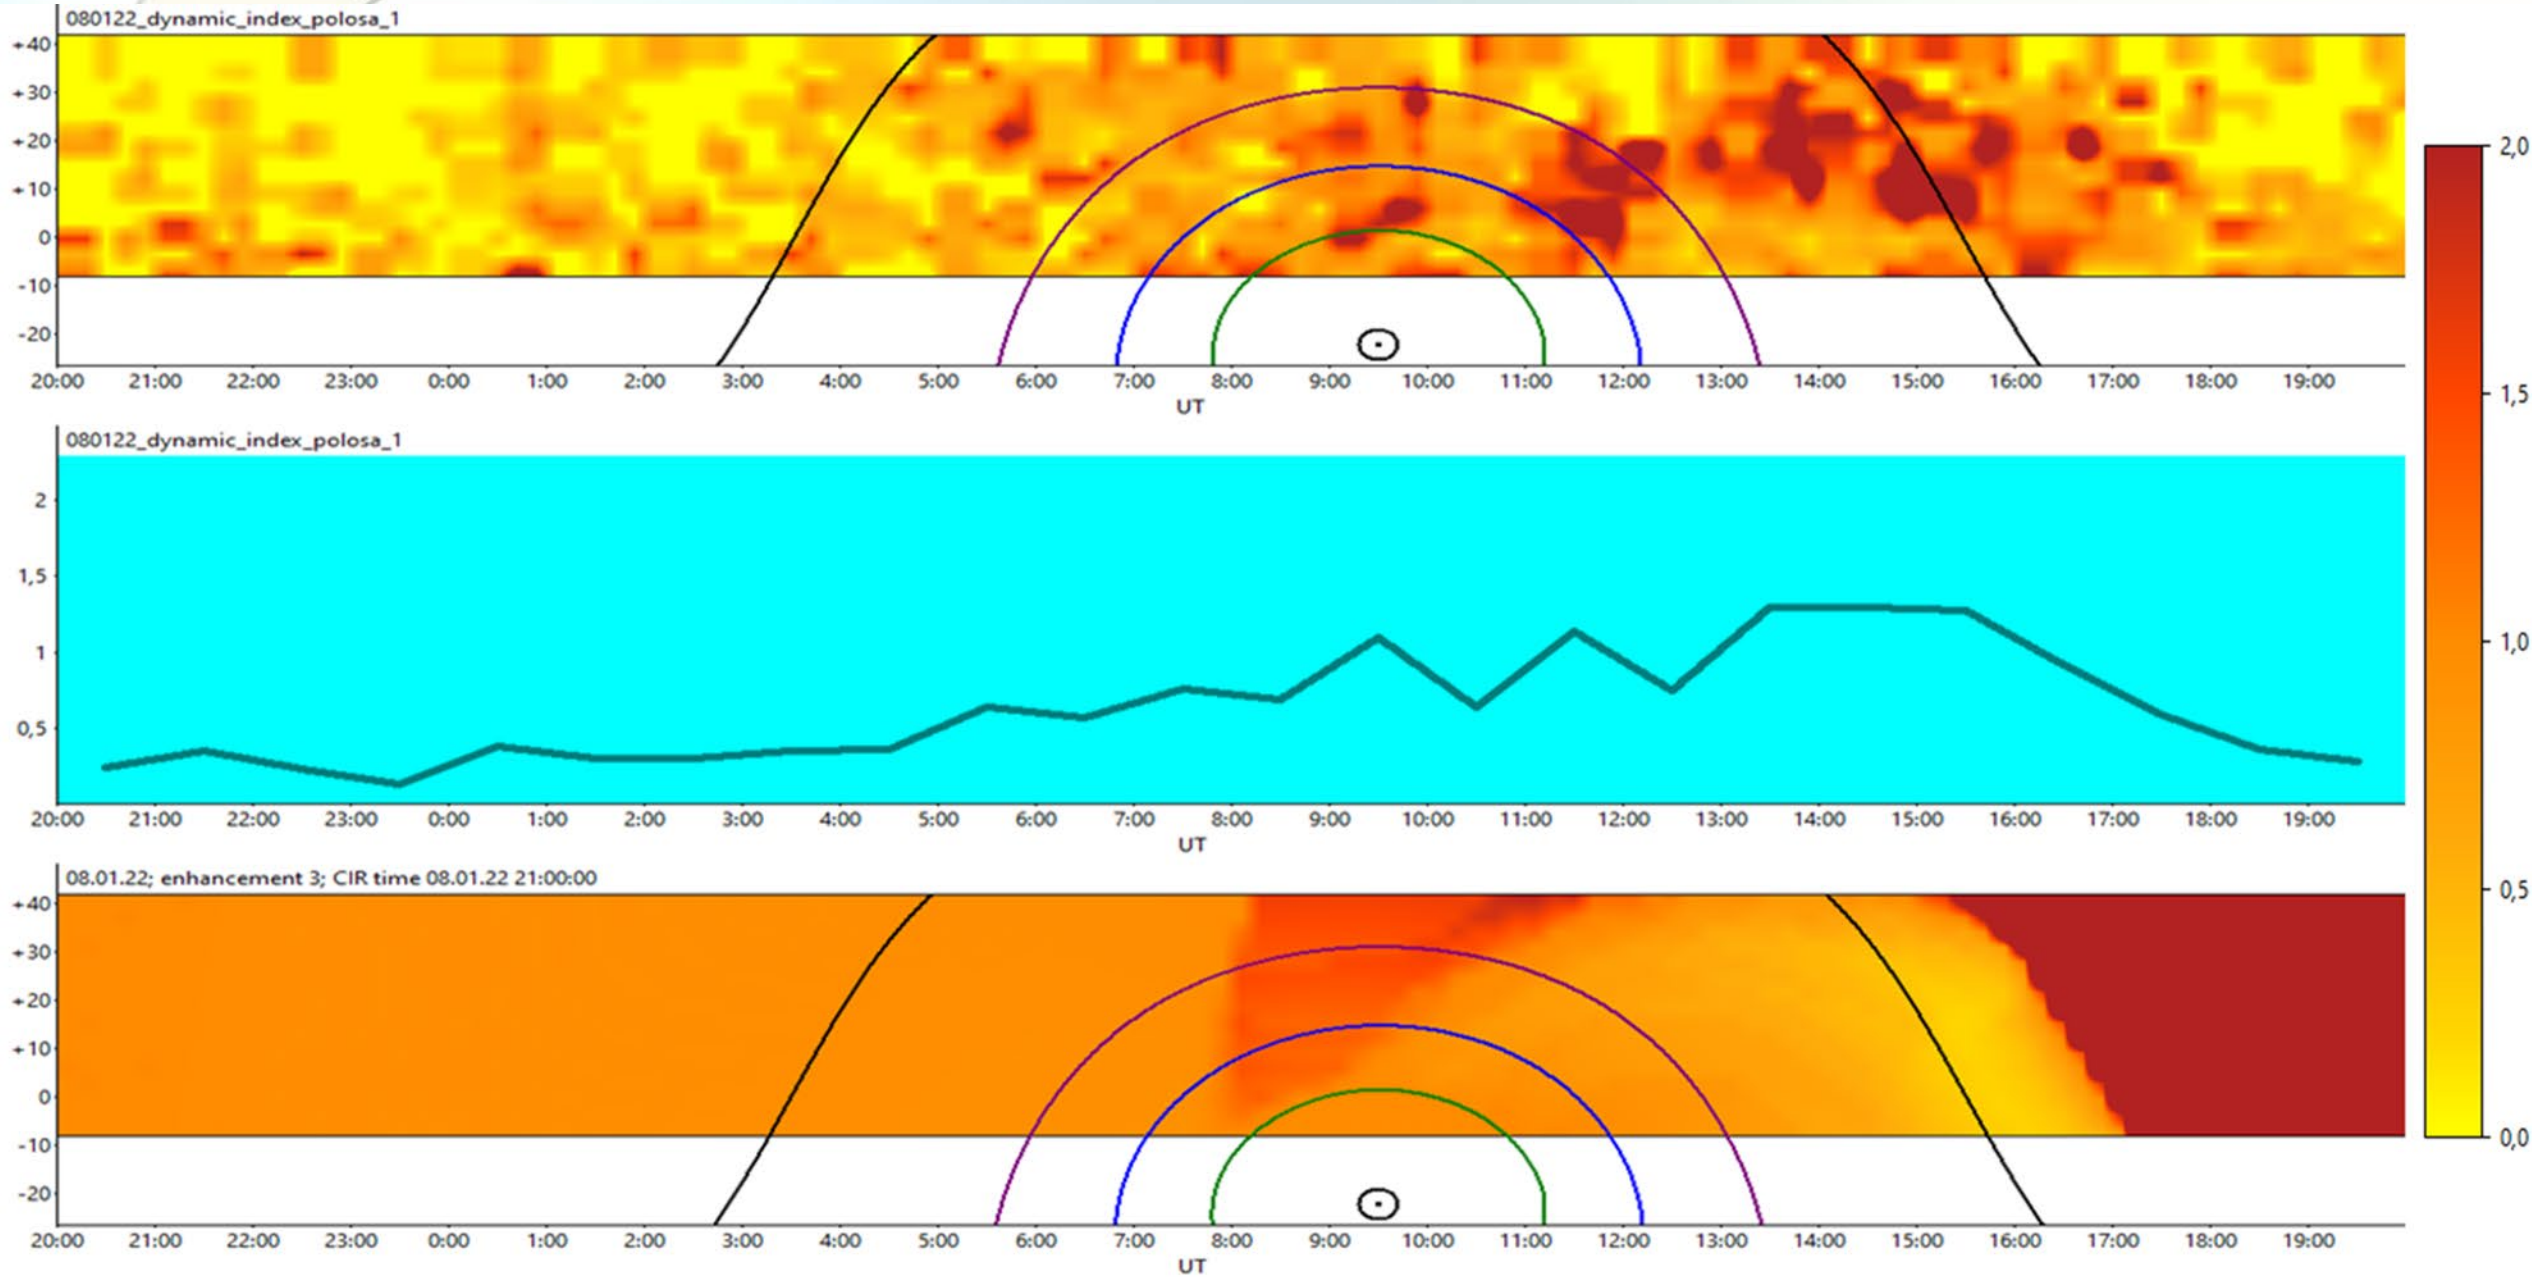 080122_dynamic_index_polosa_1
+40
+30
+20
+10
0
-10
-20
20:00 21:00 22:00 23:00 0:00 1:00 2:00 3:00 4:00 5:00 6:00 7:00 8:00 9:00 10:00 11:00 12:00 13:00 14:00 15:00 16:00 17:00 18:00 19:00
UT
080122_dynamic_index_polosa_1
2
1,5
1
0,5
20:00 21:00 22:00 23:00 0:00 1:00 2:00 3:00 4:00 5:00 6:00 7:00 8:00 9:00 10:00 11:00 12:00 13:00 14:00 15:00 16:00 17:00 18:00 19:00
UT
08.01.22; enhancement 3; CIR time 08.01.22 21:00:00
+40
+30
+20
+10
0
-10
-20
20:00 21:00 22:00 23:00 0:00 1:00 2:00 3:00 4:00 5:00 6:00 7:00 8:00 9:00 10:00 11:00 12:00 13:00 14:00 15:00 16:00 17:00 18:00 19:00
UT
2,0
1,5
1,0
0,5
0,0